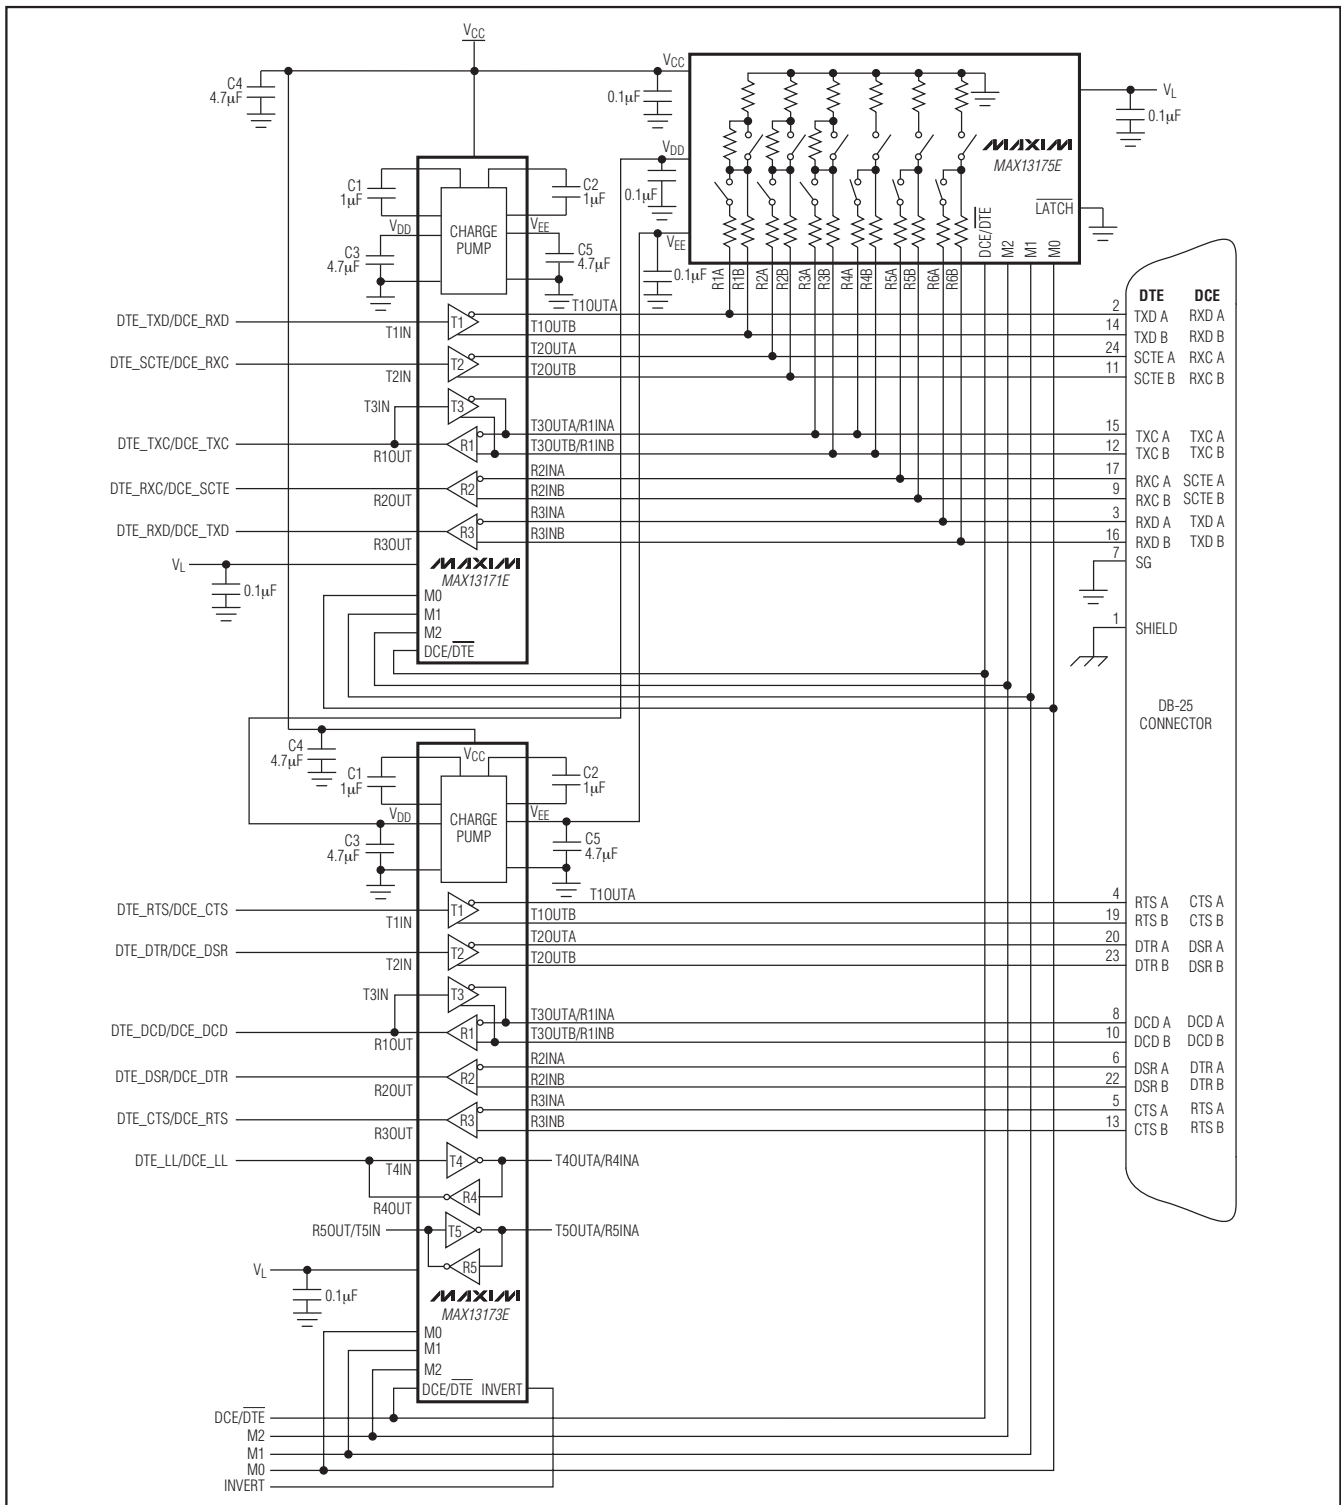 VCC
C4
4.7µF
VCC
0.1µF
VL
0.1µF
MAXIM
MAX13175E
VDD
0.1µF
C1
1µF
C2
1µF
LATCH
VDD
VEE
CHARGE
PUMP
VEE
0.1µF
C3
4.7µF
C5
4.7µF
R1A
R1B
R2A
R2B
R3A
R3B
R4A
R4B
R5A
R5B
R6A
R6B
DCE/DTE
M2
M1
M0
DTE DCE
DTE_TXD/DCE_RXD
T1IN
T1
T1OUTA
2
TXD A RXD A
T1OUTB
14
TXD B RXD B
DTE_SCTE/DCE_RXC
T2IN
T2
T2OUTA
24
SCTE A RXC A
T2OUTB
11
SCTE B RXC B
T3IN
T3
DTE_TXC/DCE_TXC
R1OUT
R1
T3OUTA/R1INA
15
TXC A TXC A
T3OUTB/R1INB
12
TXC B TXC B
DTE_RXC/DCE_SCTE
R2OUT
R2
R2INA
17
RXC A SCTE A
R2INB
9
RXC B SCTE B
DTE_RXD/DCE_TXD
R3OUT
R3
R3INA
3
RXD A TXD A
R3INB
16
RXD B TXD B
7
SG
VL
0.1µF
MAXIM
MAX13171E
M0
M1
M2
DCE/DTE
1
SHIELD
DB-25
CONNECTOR
C4
4.7µF
VCC
C1
1µF
C2
1µF
VDD
VEE
CHARGE
PUMP
C3
4.7µF
C5
4.7µF
DTE_RTS/DCE_CTS
T1IN
T1
T1OUTA
4
RTS A CTS A
T1OUTB
19
RTS B CTS B
DTE_DTR/DCE_DSR
T2IN
T2
T2OUTA
20
DTR A DSR A
T2OUTB
23
DTR B DSR B
T3IN
T3
DTE_DCD/DCE_DCD
R1OUT
R1
T3OUTA/R1INA
8
DCD A DCD A
T3OUTB/R1INB
10
DCD B DCD B
DTE_DSR/DCE_DTR
R2OUT
R2
R2INA
6
DSR A DTR A
R2INB
22
DSR B DTR B
DTE_CTS/DCE_RTS
R3OUT
R3
R3INA
5
CTS A RTS A
R3INB
13
CTS B RTS B
DTE_LL/DCE_LL
T4IN
T4
T4OUTA/R4INA
R4OUT
R4
R5OUT/T5IN
T5
T5OUTA/R5INA
R5
VL
0.1µF
MAXIM
MAX13173E
M0
M1
M2
DCE/DTE INVERT
DCE/DTE
M2
M1
M0
INVERT